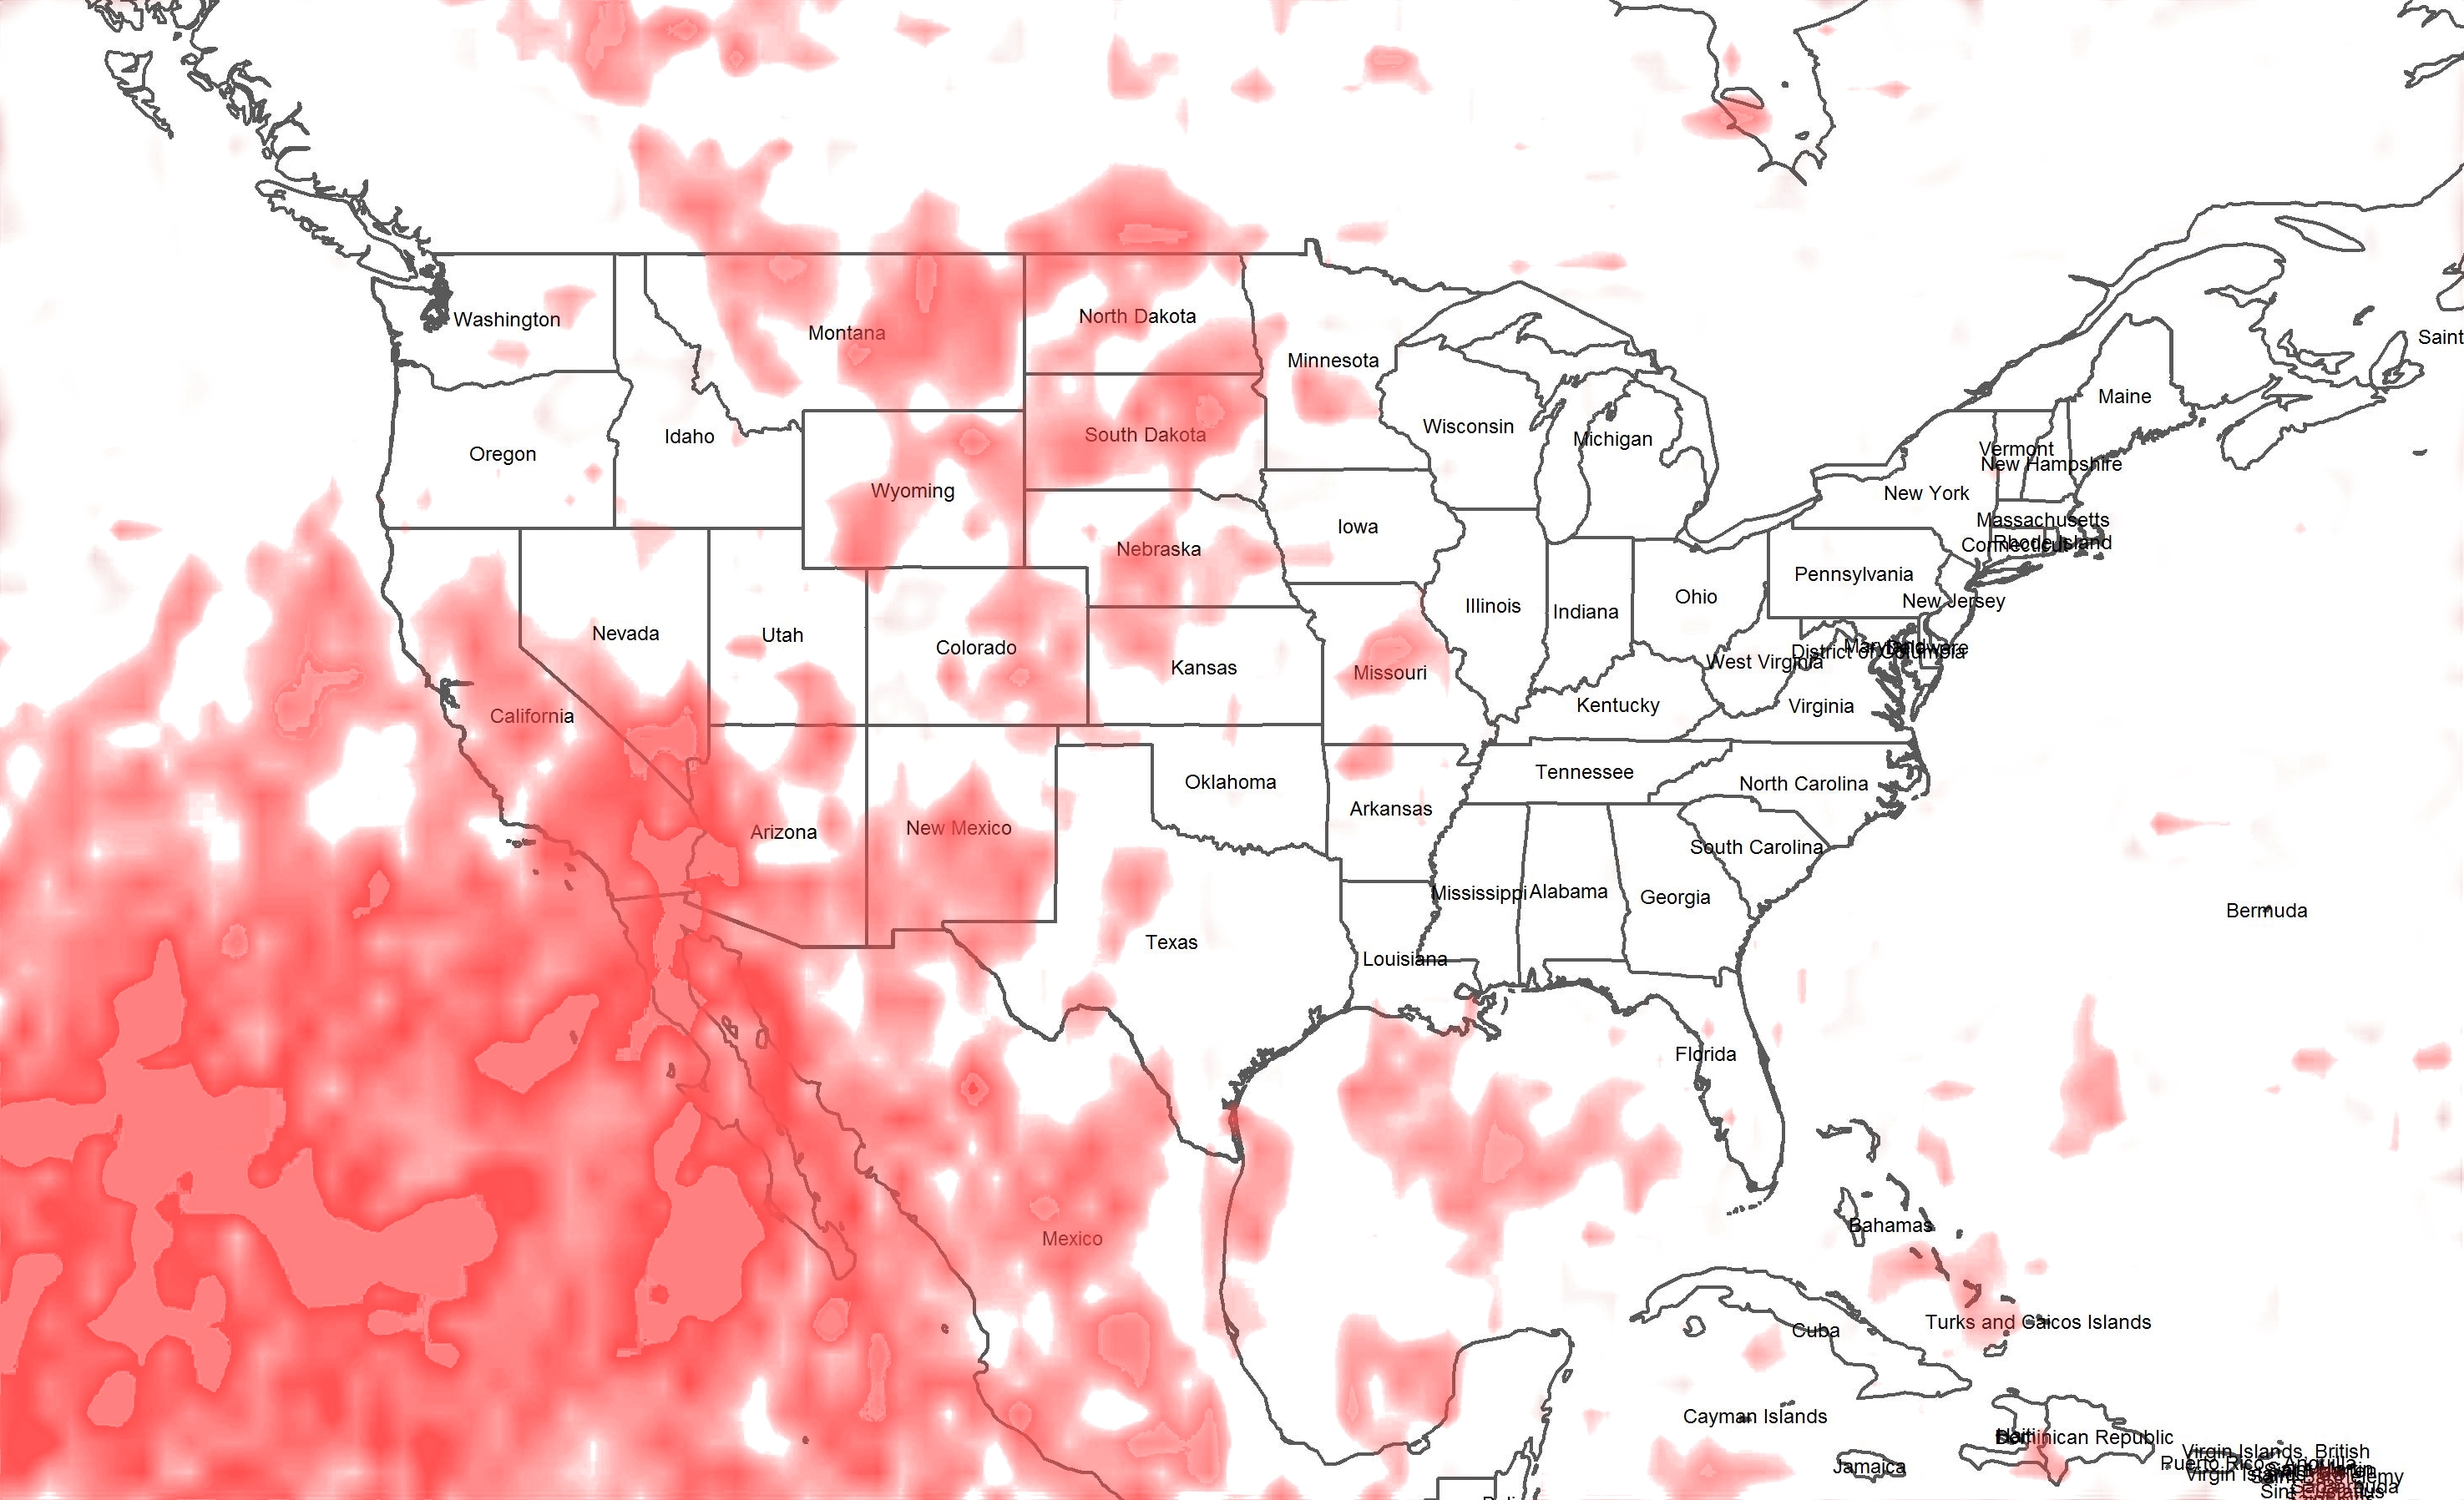 Washington
North Dakota
Montana
Saint
Minnesota
Maine
Wisconsin
South Dakota
Idaho
Michigan
Oregon
Vermont
New Hampshire
Wyoming
New York
Massachusetts
Iowa
Rhode Island
Connecticut
Nebraska
Pennsylvania
New Jersey
Illinois
Indiana
Ohio
Nevada
Utah
Colorado
Maryland
Delaware
District of Columbia
West Virginia
Kansas
Missouri
Kentucky
Virginia
California
Tennessee
Oklahoma
North Carolina
Arkansas
New Mexico
Arizona
South Carolina
Mississippi
Alabama
Georgia
Bermuda
Texas
Louisiana
Florida
Bahamas
Mexico
Turks and Caicos Islands
Cuba
Cayman Islands
Haiti
Dominican Republic
Virgin Islands, British
Puerto Rico
Anguilla
Jamaica